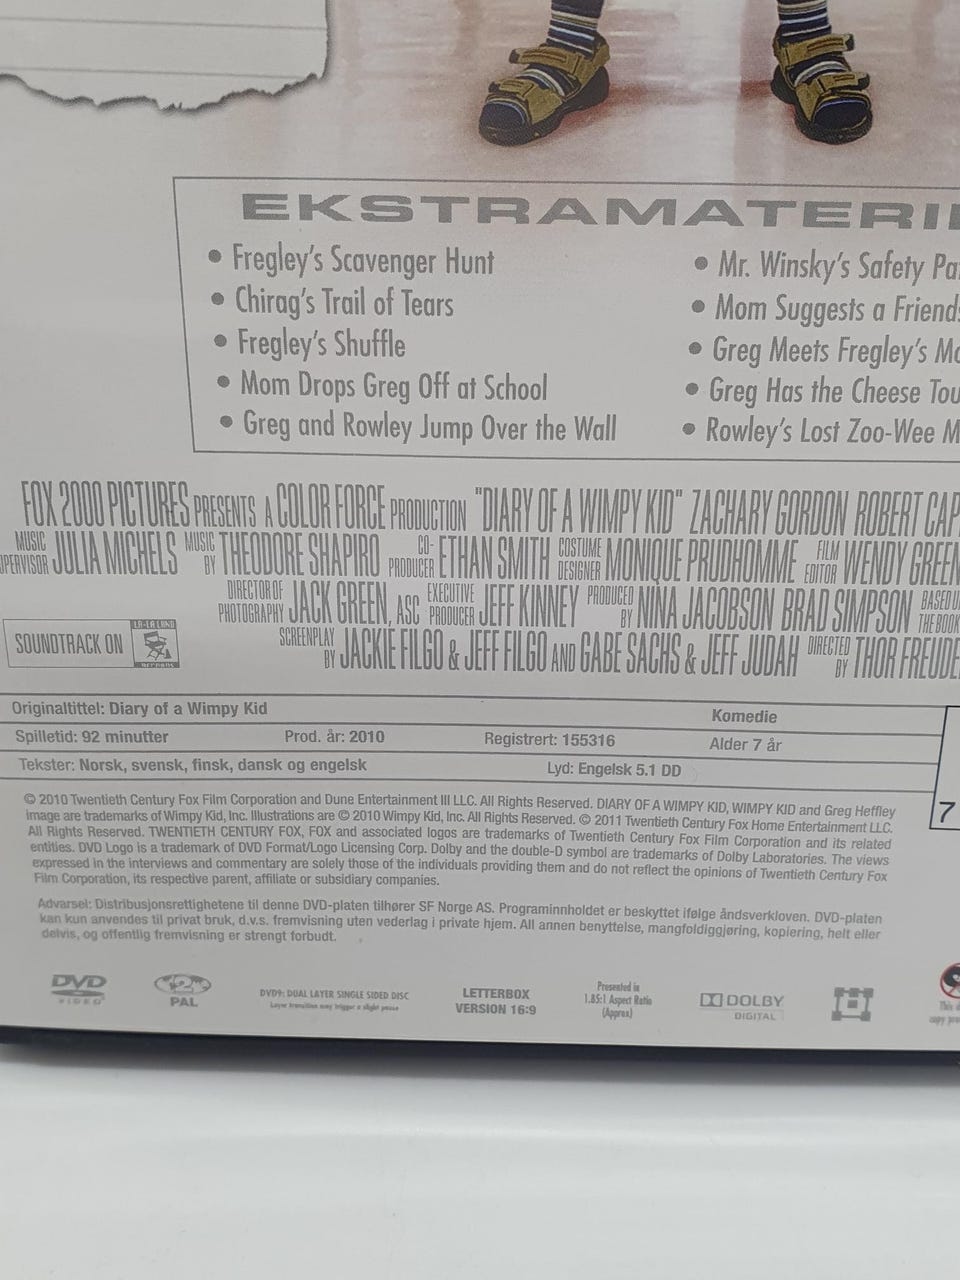 EKSTRAMATERI
• Fregley's Scavenger Hunt
• Chirag's Trail of Tears
• Fregley's Shuffle
• Mom Drops Greg Off at School
• Greg and Rowley Jump Over the Wall
• Mr. Winsky's Safety Pa
• Mom Suggests a Friend
• Greg Meets Fregley's Mo
• Greg Has the Cheese Tou
• Rowley's Lost Zoo-Wee M
FOX 2000 PICTURES PRESENTS A COLOR FORCE PRODUCTION "DIARY OF A WIMPY KID" ZACHARY GORDON ROBERT CAP
MUSIC UPERVISOR JULIA MICHELS MUSIC BY THEODORE SHAPIRO CO-PRODUCER ETHAN SMITH COSTUME DESIGNER MONIQUE PRUDHOMME FILM EDITOR WENDY GREEN
DIRECTOR OF PHOTOGRAPHY JACK GREEN, ASC EXECUTIVE PRODUCER JEFF KINNEY PRODUCED BY NINA JACOBSON BRAD SIMPSON BASED U THE BOOK
SOUNDTRACK ON LA-LA LAND RECORDS
SCREENPLAY BY JACKIE FILGO & JEFF FILGO AND GABE SACHS & JEFF JUDAH DIRECTED BY THOR FREUDE
Originaltittel: Diary of a Wimpy Kid Komedie
Spilletid: 92 minutter Prod. år: 2010 Registrert: 155316 Alder 7 år
Tekster: Norsk, svensk, finsk, dansk og engelsk Lyd: Engelsk 5.1 DD
7
© 2010 Twentieth Century Fox Film Corporation and Dune Entertainment III LLC. All Rights Reserved. DIARY OF A WIMPY KID, WIMPY KID and Greg Heffley
image are trademarks of Wimpy Kid, Inc. Illustrations are © 2010 Wimpy Kid, Inc. All Rights Reserved. © 2011 Twentieth Century Fox Home Entertainment LLC.
All Rights Reserved. TWENTIETH CENTURY FOX, FOX and associated logos are trademarks of Twentieth Century Fox Film Corporation and its related
entities. DVD Logo is a trademark of DVD Format/Logo Licensing Corp. Dolby and the double-D symbol are trademarks of Dolby Laboratories. The views
expressed in the interviews and commentary are solely those of the individuals providing them and do not reflect the opinions of Twentieth Century Fox
Film Corporation, its respective parent, affiliate or subsidiary companies.
Advarsel: Distribusjonsrettighetene til denne DVD-platen tilhører SF Norge AS. Programinnholdet er beskyttet ifølge åndsverkloven. DVD-platen
kan kun anvendes til privat bruk, d.v.s. fremvisning uten vederlag i private hjem. All annen benyttelse, mangfoldiggjøring, kopiering, helt eller
delvis, og offentlig fremvisning er strengt forbudt.
DVD VIDEO
2 PAL
DVD9: DUAL LAYER SINGLE SIDED DISC
Layer transition may trigger a slight pause
LETTERBOX
VERSION 16:9
Presented in
1.85:1 Aspect Ratio
(Approx)
DOLBY
DIGITAL
This d
copy pro